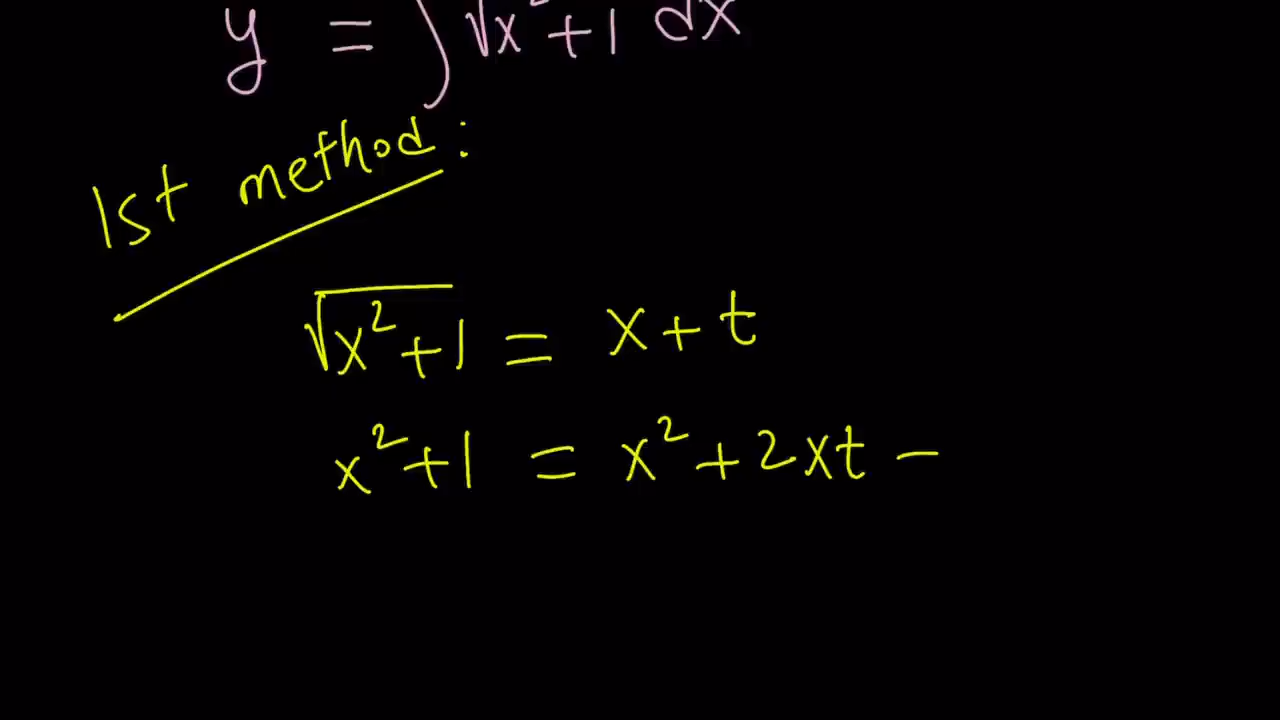 y = ∫√x²+1 dx
1st method:
√x²+1 = x+t
x²+1 = x²+2xt −